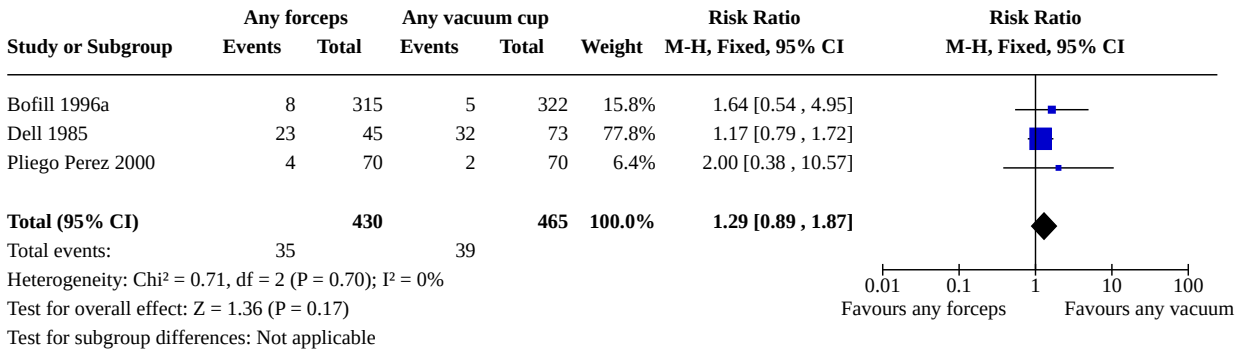 Any forceps Any vacuum cup Risk Ratio Risk Ratio
Study or Subgroup Events Total Events Total Weight M-H, Fixed, 95% CI M-H, Fixed, 95% CI
Bofill 1996a 8 315 5 322 15.8% 1.64 [0.54 , 4.95]
Dell 1985 23 45 32 73 77.8% 1.17 [0.79 , 1.72]
Pliego Perez 2000 4 70 2 70 6.4% 2.00 [0.38 , 10.57]
Total (95% CI) 430 465 100.0% 1.29 [0.89 , 1.87]
Total events: 35 39
Heterogeneity: Chi² = 0.71, df = 2 (P = 0.70); I² = 0%
0.01 0.1 1 10 100
Test for overall effect: Z = 1.36 (P = 0.17) Favours any forceps Favours any vacuum
Test for subgroup differences: Not applicable